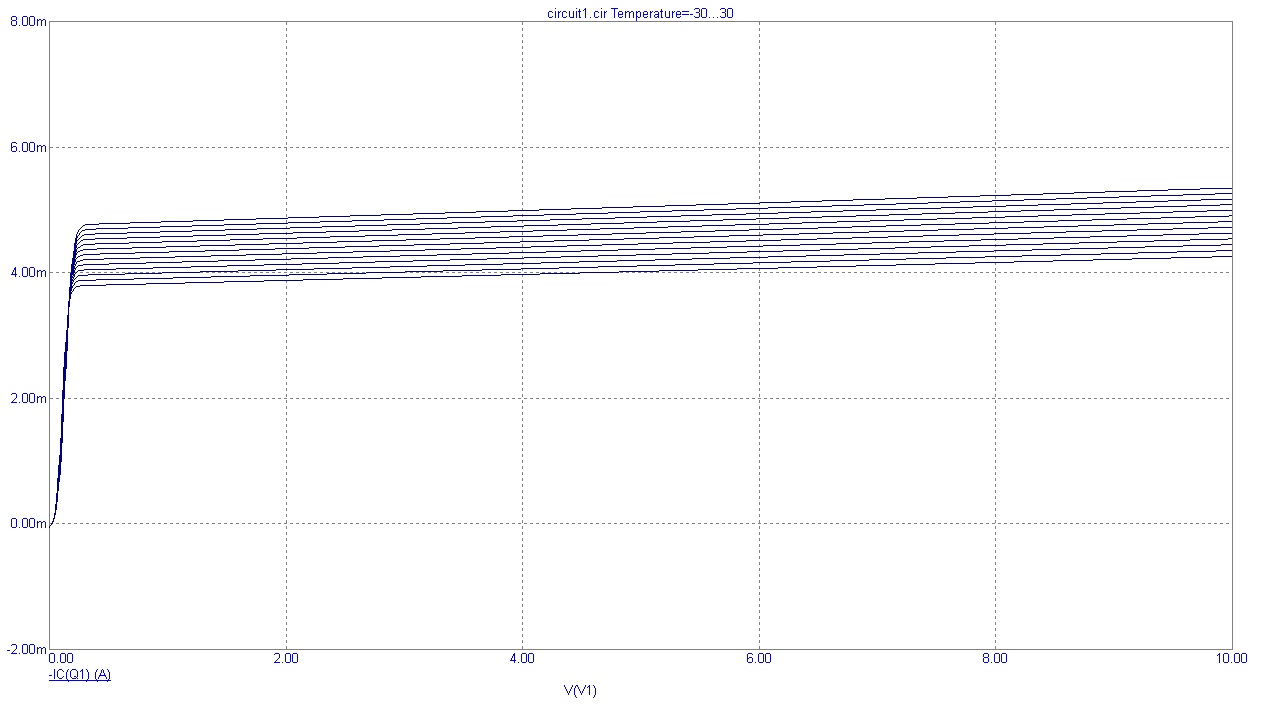 circuit1.cir Temperature=-30...30
8.00m
6.00m
4.00m
2.00m
0.00m
-2.00m
0.00 2.00 4.00 6.00 8.00 10.00
-IC(Q1) (A)
V(V1)